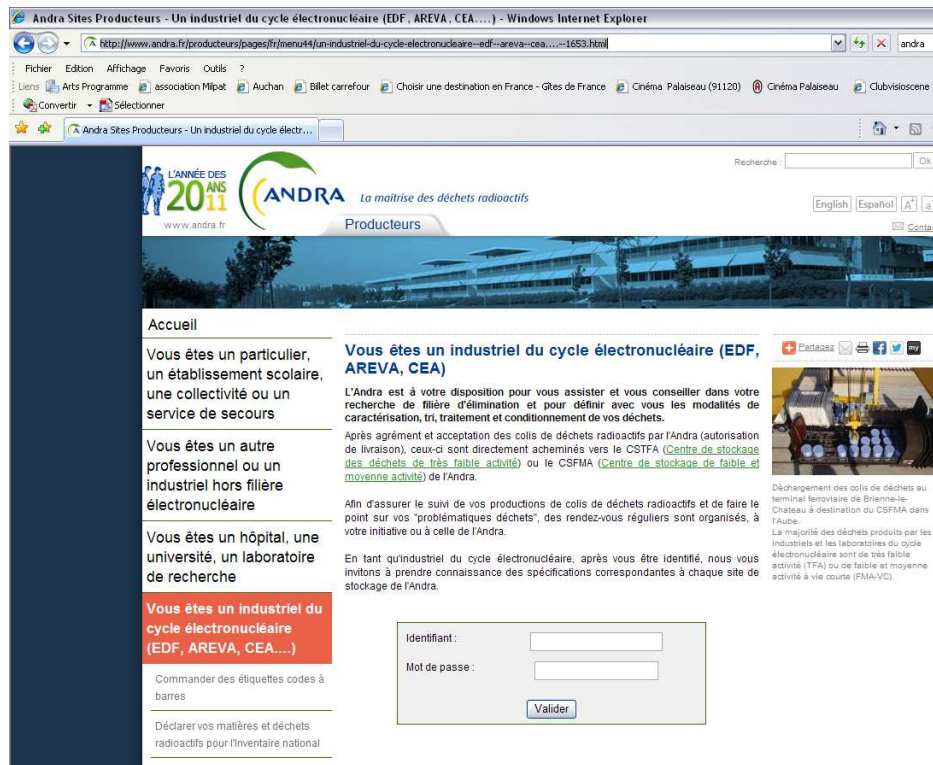 Andra Sites Producteurs - Un industriel du cycle électronucléaire (EDF, AREVA, CEA....) - Windows Internet Explorer
http://www.andra.fr/producteurs/pages/fr/menu44/un-industriel-du-cycle-electronucleaire--edf--areva--cea....--1653.html
andra
Fichier Edition Affichage Favoris Outils ?
Liens Arts Programme association Milpat Auchan Billet carrefour Choisir une destination en France - Gîtes de France Cinéma Palaiseau (91120) Cinéma Palaiseau Clubvisioscene
Convertir Sélectionner
Andra Sites Producteurs - Un industriel du cycle électr...
Recherche : Ok
L'ANNÉE DES
20 ANS
2011
www.andra.fr
ANDRA
La maîtrise des déchets radioactifs
English Español A+ a
Producteurs
Conta
Accueil
Vous êtes un particulier,
un établissement scolaire,
une collectivité ou un
service de secours
Vous êtes un autre
professionnel ou un
industriel hors filière
électronucléaire
Vous êtes un hôpital, une
université, un laboratoire
de recherche
Vous êtes un industriel du
cycle électronucléaire
(EDF, AREVA, CEA....)
Commander des étiquettes codes à
barres
Déclarer vos matières et déchets
radioactifs pour l'Inventaire national
Vous êtes un industriel du cycle électronucléaire (EDF,
AREVA, CEA)
L'Andra est à votre disposition pour vous assister et vous conseiller dans votre
recherche de filière d'élimination et pour définir avec vous les modalités de
caractérisation, tri, traitement et conditionnement de vos déchets.
Après agrément et acceptation des colis de déchets radioactifs par l'Andra (autorisation
de livraison), ceux-ci sont directement acheminés vers le CSTFA (Centre de stockage
des déchets de très faible activité) ou le CSFMA (Centre de stockage de faible et
moyenne activité) de l'Andra.
Afin d'assurer le suivi de vos productions de colis de déchets radioactifs et de faire le
point sur vos "problématiques déchets", des rendez-vous réguliers sont organisés, à
votre initiative ou à celle de l'Andra.
En tant qu'industriel du cycle électronucléaire, après vous être identifié, nous vous
invitons à prendre connaissance des spécifications correspondantes à chaque site de
stockage de l'Andra.
Identifiant :
Mot de passe :
Valider
Partagez
my
Déchargement des colis de déchets au
terminal ferroviaire de Brienne-le-
Chateau à destination du CSFMA dans
l'Aube.
La majorité des déchets produits par les
industriels et les laboratoires du cycle
électronucléaire sont de très faible
activité (TFA) ou de faible et moyenne
activité à vie courte (FMA-VC).